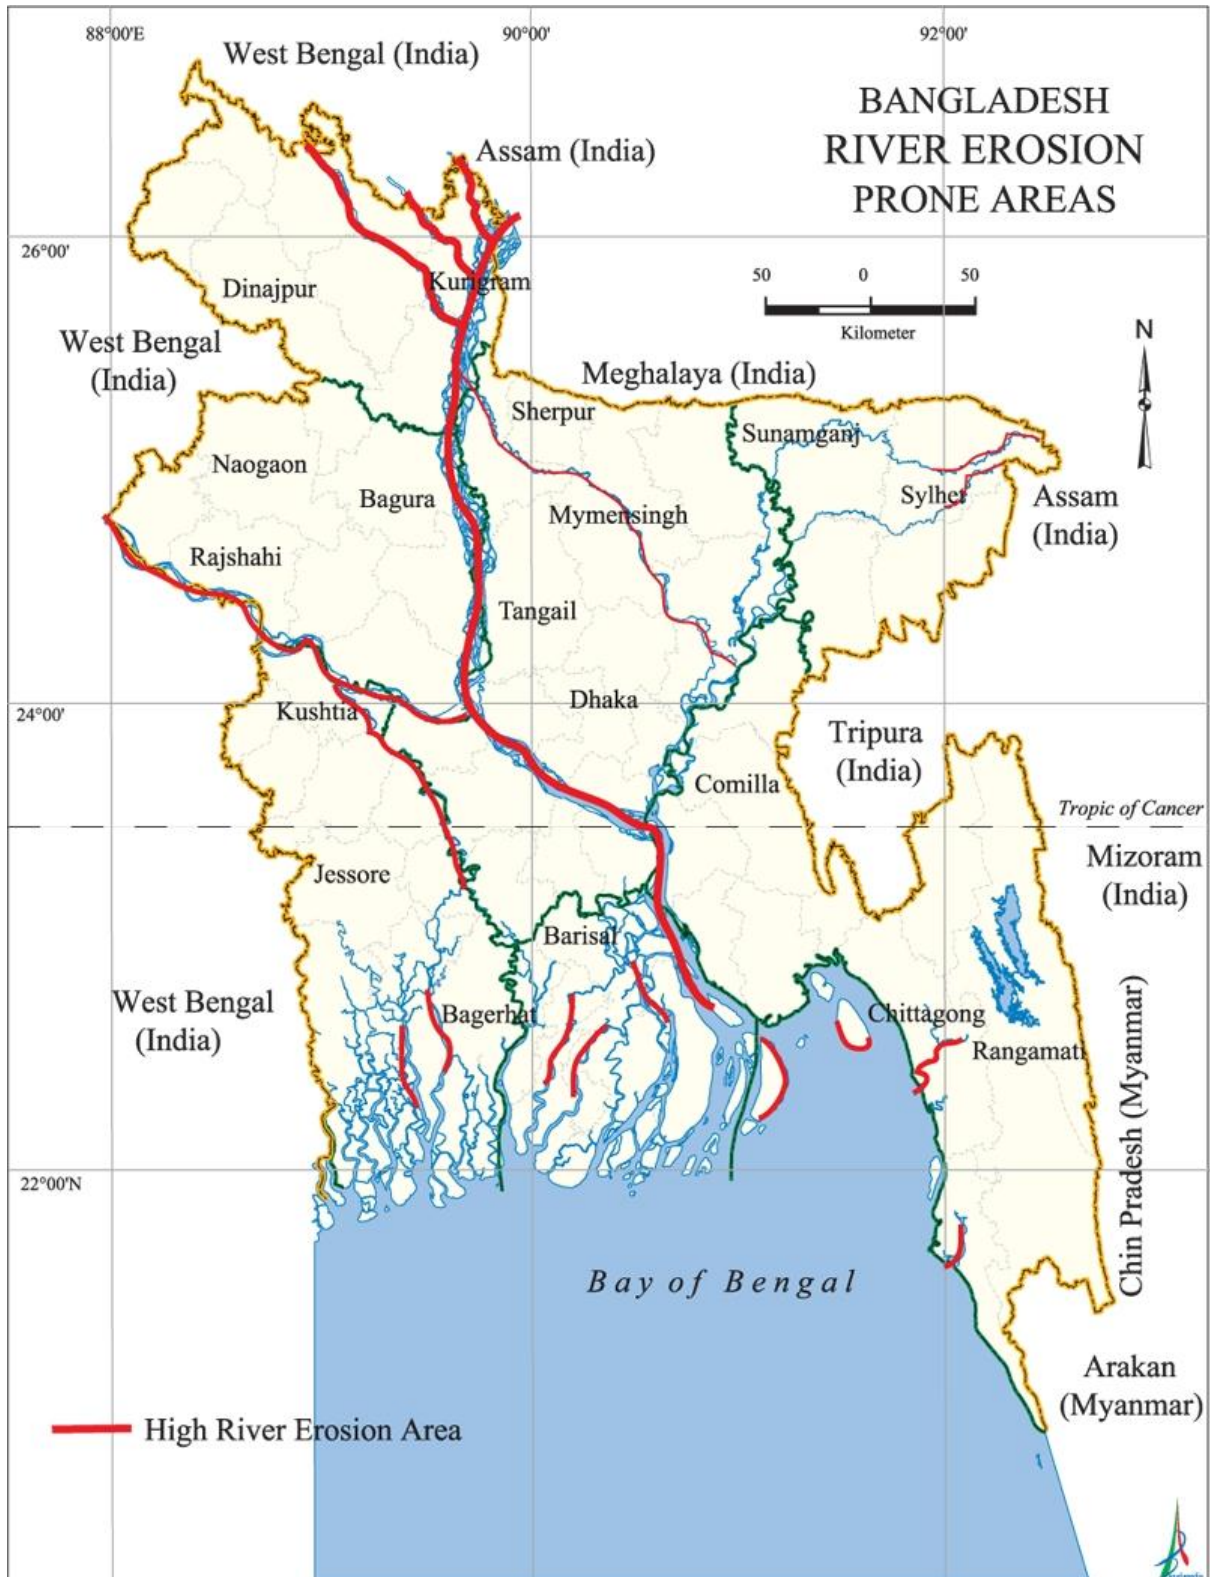 88°00'E
90°00'
92°00'
West Bengal (India)
BANGLADESH
RIVER EROSION
PRONE AREAS
Assam (India)
26°00'
Dinajpur
Kurigram
50 0 50
Kilometer
N
West Bengal
(India)
Meghalaya (India)
Sherpur
Sunamganj
Naogaon
Bagura
Sylhet
Assam
(India)
Mymensingh
Rajshahi
Tangail
24°00'
Kushtia
Dhaka
Tripura
(India)
Comilla
Tropic of Cancer
Mizoram
(India)
Jessore
Barisal
West Bengal
(India)
Bagerhat
Chittagong
Rangamati
Chin Pradesh (Myanmar)
22°00'N
Bay of Bengal
Arakan
(Myanmar)
High River Erosion Area